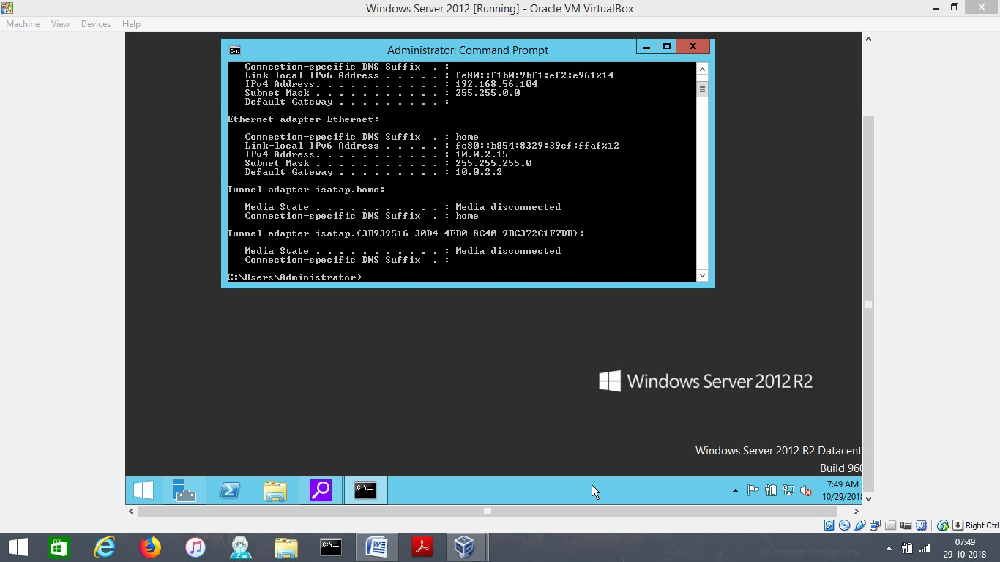 Windows Server 2012 [Running] - Oracle VM VirtualBox
Machine View Devices Help
Administrator: Command Prompt
Connection-specific DNS Suffix . :
Link-local IPv6 Address . . . . . : fe80::f1b0:9bf1:ef2:e961%14
IPv4 Address. . . . . . . . . . . : 192.168.56.104
Subnet Mask . . . . . . . . . . . : 255.255.0.0
Default Gateway . . . . . . . . . :
Ethernet adapter Ethernet:
Connection-specific DNS Suffix . : home
Link-local IPv6 Address . . . . . : fe80::b854:8329:39ef:ffaf%12
IPv4 Address. . . . . . . . . . . : 10.0.2.15
Subnet Mask . . . . . . . . . . . : 255.255.255.0
Default Gateway . . . . . . . . . : 10.0.2.2
Tunnel adapter isatap.home:
Media State . . . . . . . . . . . : Media disconnected
Connection-specific DNS Suffix . : home
Tunnel adapter isatap.{3B939516-30D4-4EB0-8C40-9BC372C1F7DB}:
Media State . . . . . . . . . . . : Media disconnected
Connection-specific DNS Suffix . :
C:\Users\Administrator>
Windows Server 2012 R2
Windows Server 2012 R2 Datacent
Build 960
7:49 AM
10/29/2018
Right Ctrl
b.koppdelaney
07:49
29-10-2018